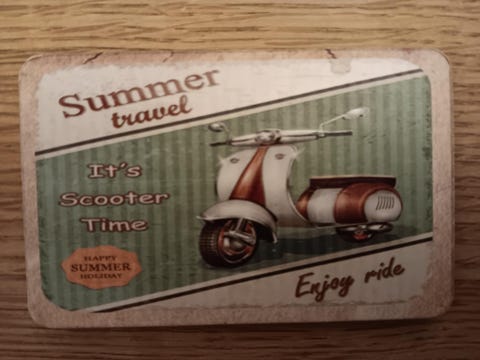 Summer
travel
It's
Scooter
Time
HAPPY
SUMMER
HOLIDAY
Enjoy ride